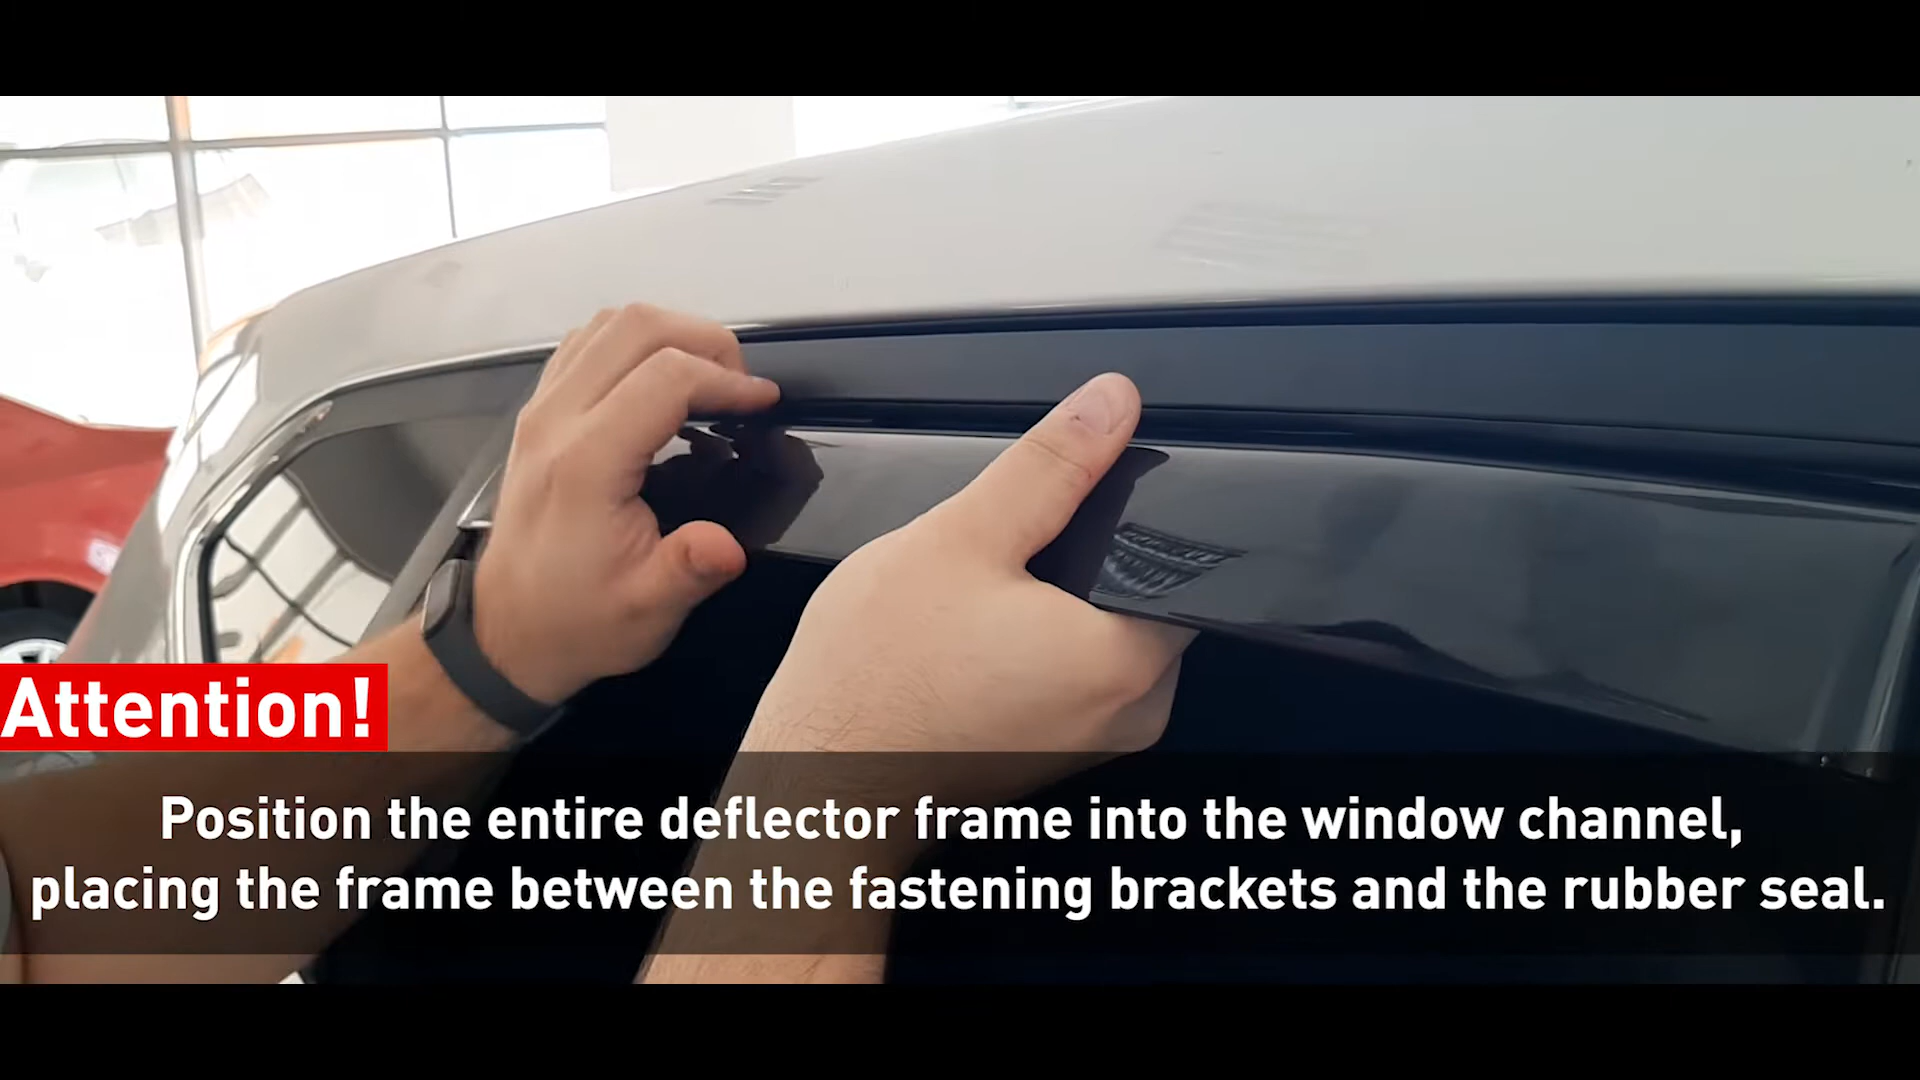 Attention!
Position the entire deflector frame into the window channel,
placing the frame between the fastening brackets and the rubber seal.